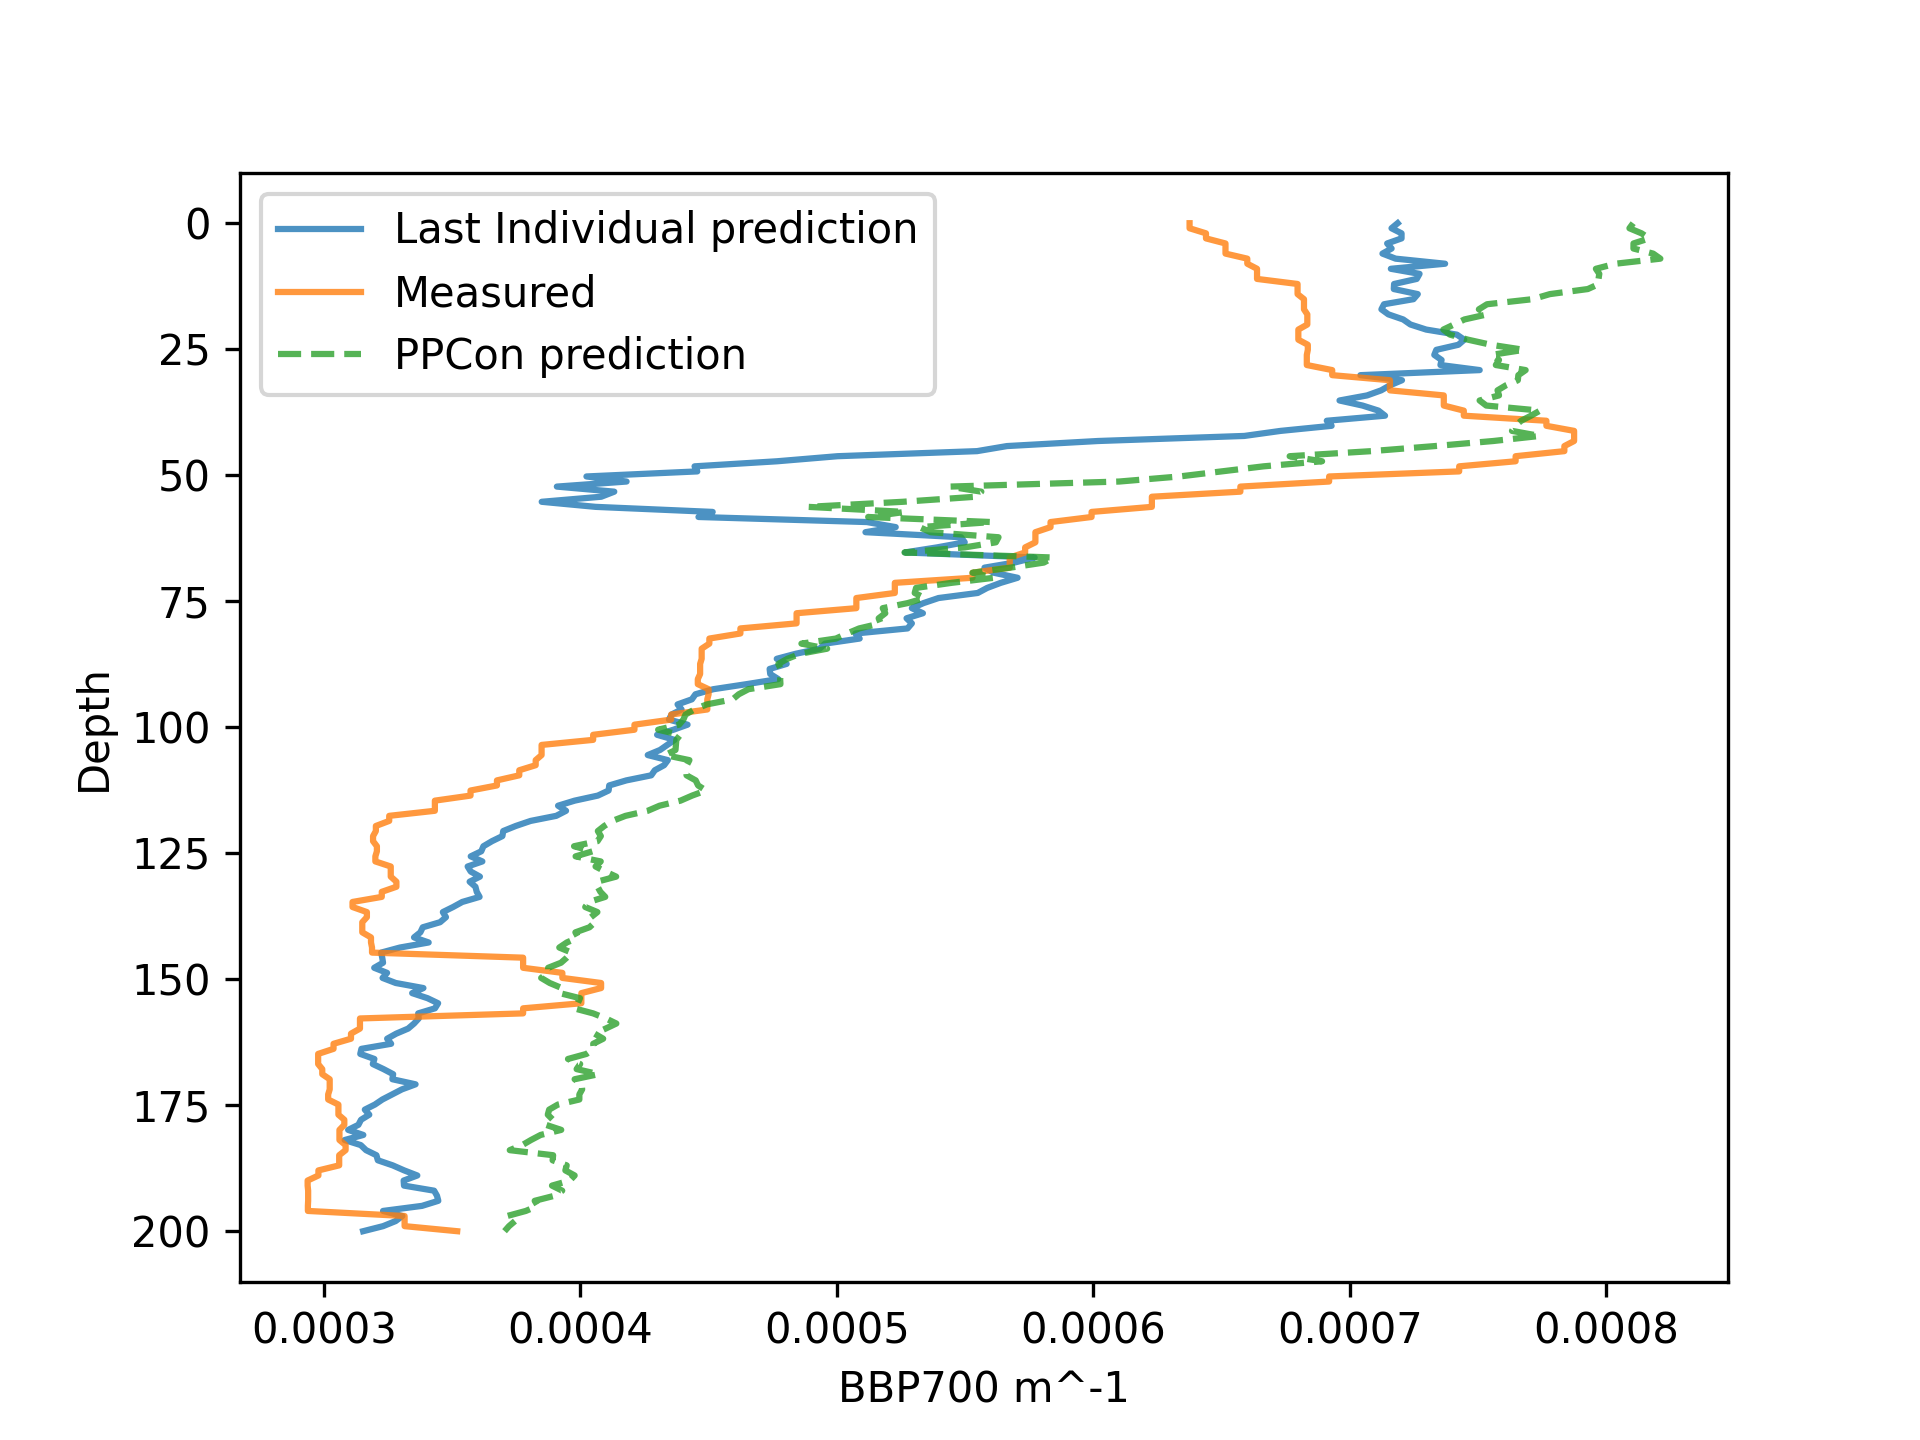 Last Individual prediction
Measured
PPCon prediction
0
25
50
75
100
125
150
175
200
Depth
0.0003 0.0004 0.0005 0.0006 0.0007 0.0008
BBP700 m^-1